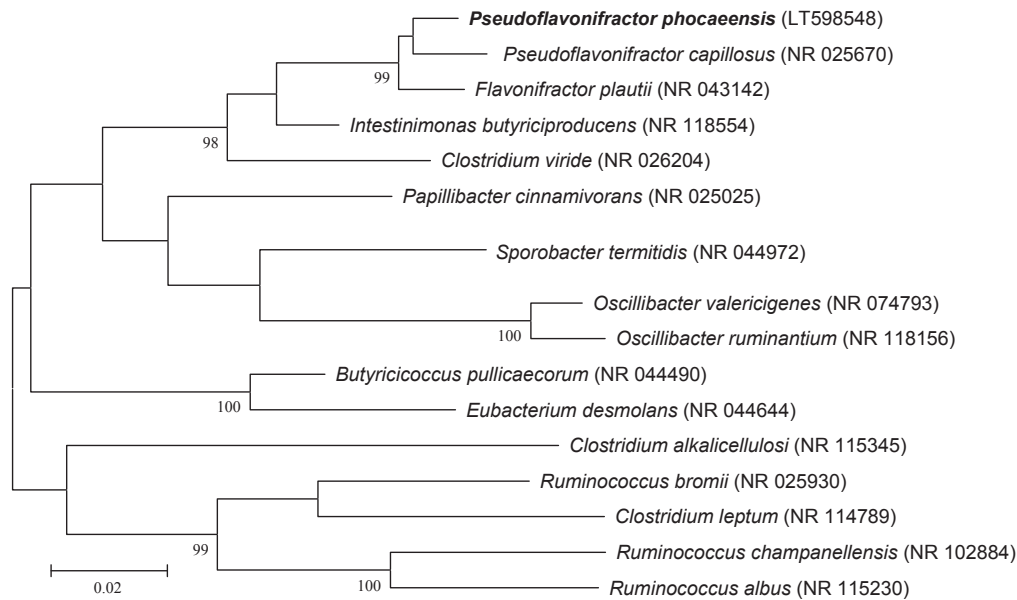 Pseudoflavonifractor phocaeensis (LT598548)
Pseudoflavonifractor capillosus (NR 025670)
99
Flavonifractor plautii (NR 043142)
Intestinimonas butyriciproducens (NR 118554)
98
Clostridium viride (NR 026204)
Papillibacter cinnamivorans (NR 025025)
Sporobacter termitidis (NR 044972)
Oscillibacter valericigenes (NR 074793)
100
Oscillibacter ruminantium (NR 118156)
Butyricicoccus pullicaecorum (NR 044490)
100
Eubacterium desmolans (NR 044644)
Clostridium alkalicellulosi (NR 115345)
Ruminococcus bromii (NR 025930)
Clostridium leptum (NR 114789)
99
Ruminococcus champanellensis (NR 102884)
100
Ruminococcus albus (NR 115230)
0.02